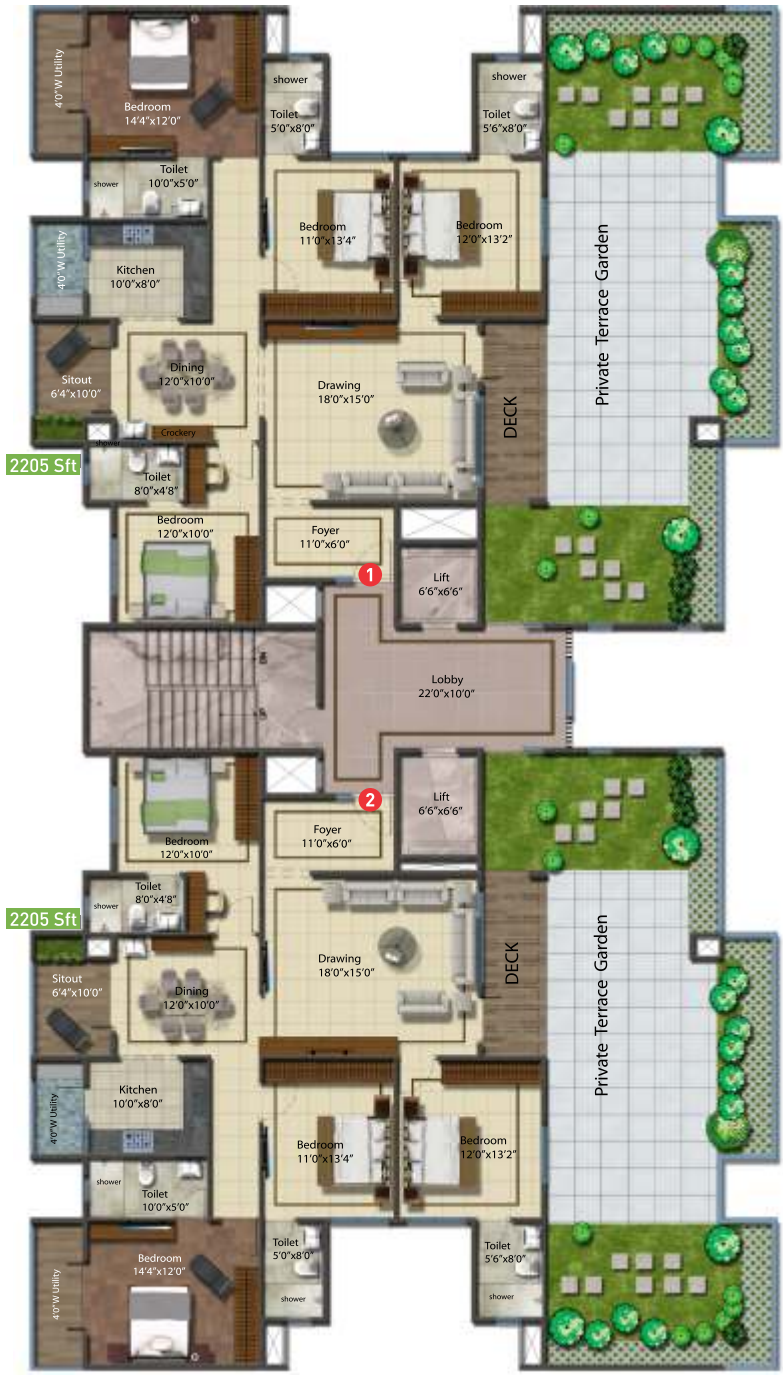 4'0"W Utility
Bedroom
14'4"x12'0"
shower
Toilet
5'0"x8'0"
shower
Toilet
5'6"x8'0"
Toilet
10'0"x5'0"
shower
4'0"W Utility
Kitchen
10'0"x8'0"
Bedroom
11'0"x13'4"
Bedroom
12'0"x13'2"
Private Terrace Garden
Sitout
6'4"x10'0"
Dining
12'0"x10'0"
Drawing
18'0"x15'0"
DECK
Crockery
shower
2205 Sft
Toilet
8'0"x4'8"
Bedroom
12'0"x10'0"
Foyer
11'0"x6'0"
1
Lift
6'6"x6'6"
DN
UP
Lobby
22'0"x10'0"
2
Lift
6'6"x6'6"
Foyer
11'0"x6'0"
Bedroom
12'0"x10'0"
Toilet
8'0"x4'8"
shower
2205 Sft
Sitout
6'4"x10'0"
Dining
12'0"x10'0"
Drawing
18'0"x15'0"
DECK
Private Terrace Garden
Kitchen
10'0"x8'0"
4'0"W Utility
Bedroom
11'0"x13'4"
Bedroom
12'0"x13'2"
shower
Toilet
10'0"x5'0"
Bedroom
14'4"x12'0"
4'0"W Utility
Toilet
5'0"x8'0"
shower
Toilet
5'6"x8'0"
shower